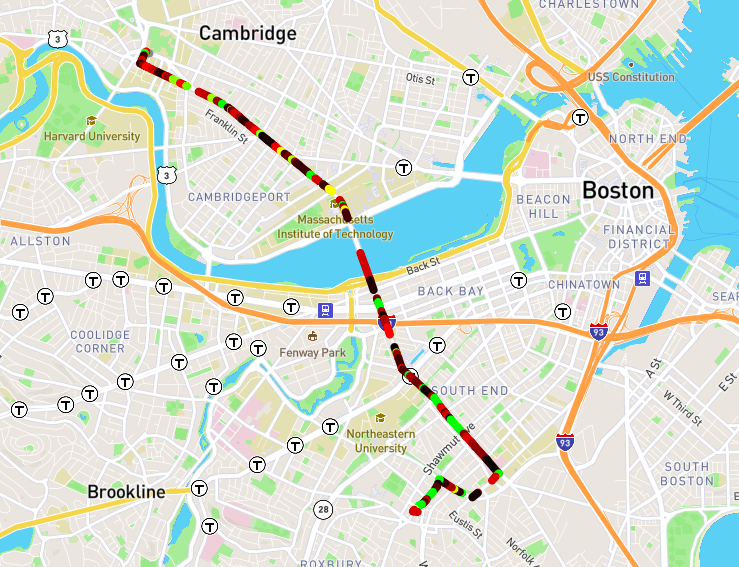 CHARLESTOWN
3
Cambridge
Otis St
T
USS Constitution
T
Harvard University
Franklin St
NORTH END
3
T
CAMBRIDGEPORT
Boston
BEACON
HILL
Massachusetts
Institute of Technology
FINANCIAL
DISTRICT
ALLSTON
Back St
T
T
T
T
BACK BAY
T
CHINATOWN
T
T
T
T
T
93
COOLIDGE
CORNER
Fenway Park
T
T
T
A St
T
T
T
T
SOUTH END
E St
T
T
T
W Third St
Northeastern
University
Shawmut Ave
T
T
93
T
SOUTH
BOSTON
Brookline
T
28
Eustis St
T
ROXBURY